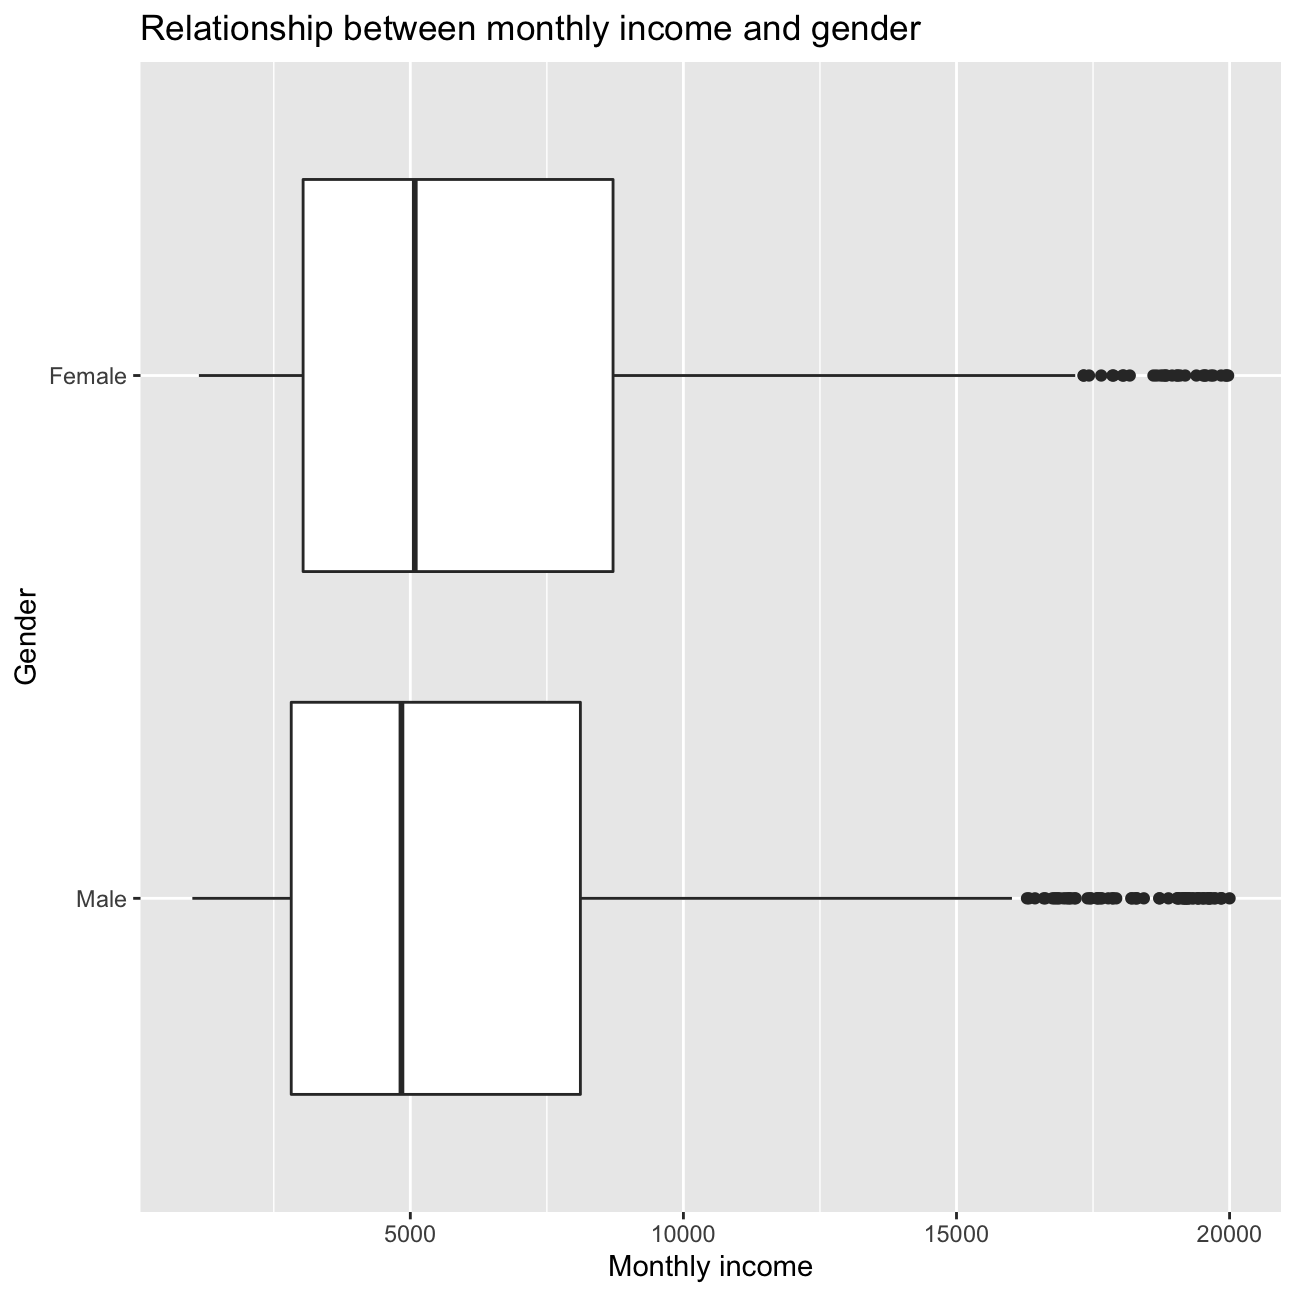 Relationship between monthly income and gender
Female
Gender
Male
5000
10000
15000
20000
Monthly income